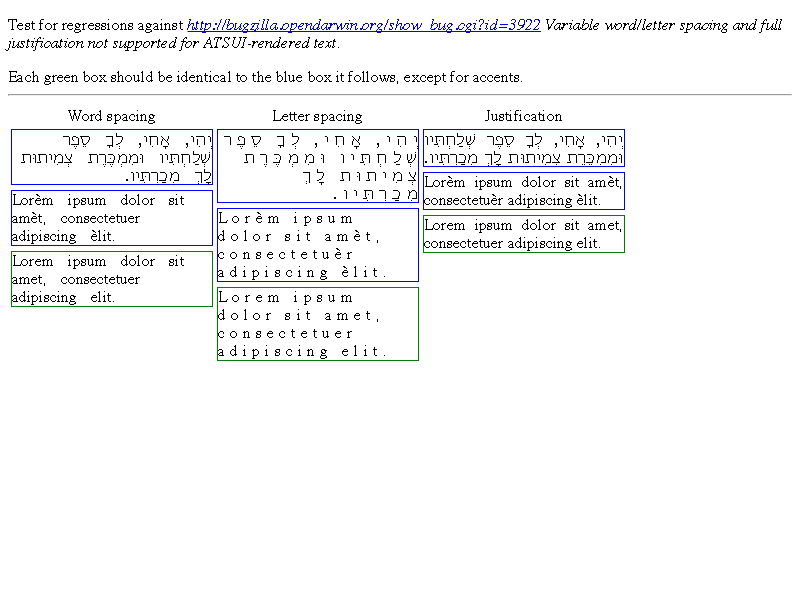 Test for regressions against http://bugzilla.opendarwin.org/show_bug.cgi?id=3922 Variable word/letter spacing and full
justification not supported for ATSUI-rendered text.
Each green box should be identical to the blue box it follows, except for accents.
Word spacing
יְהִי, אָחִי, לְךָ סֵפֶר
שְׁלַחְתִּיו וּמִמְכֶּרֶת צְמִיתוּת
לָךְ מִכַרְתִּיו.
Lorèm ipsum dolor sit
amèt, consectetuer
adipiscing èlit.
Lorem ipsum dolor sit
amet, consectetuer
adipiscing elit.
Letter spacing
יְהִי, אָחִי, לְךָ סֵפֶר
שְׁלַחְתִּיו וּמִמְכֶּרֶת
צְמִיתוּת לָךְ
מִכַרְתִּיו.
Lorèm ipsum
dolor sit amèt,
consectetuèr
adipiscing èlit.
Lorem ipsum
dolor sit amet,
consectetuer
adipiscing elit.
Justification
יְהִי, אָחִי, לְךָ סֵפֶר שְׁלַחְתִּיו
וּמִמְכֶּרֶת צְמִיתוּת לָךְ מִכַרְתִּיו.
Lorèm ipsum dolor sit amèt,
consectetuèr adipiscing èlit.
Lorem ipsum dolor sit amet,
consectetuer adipiscing elit.